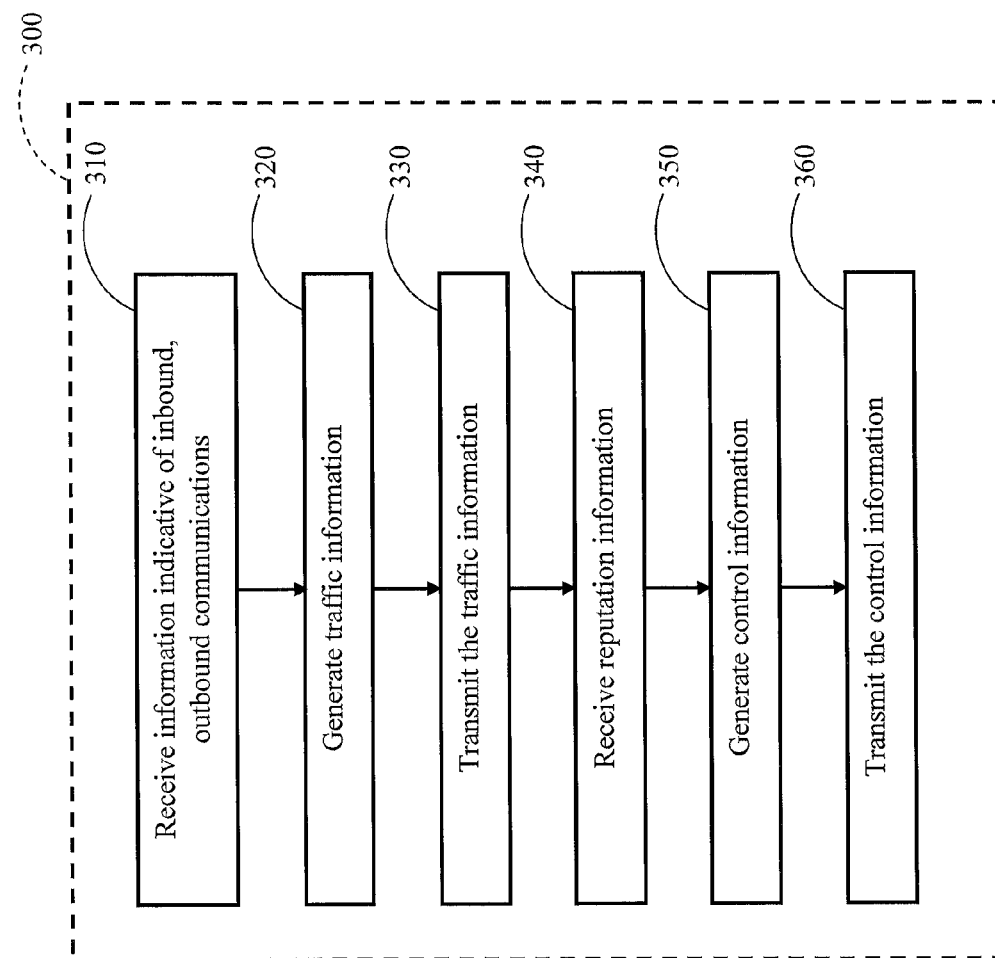 300
310
Receive information indicative of inbound,
outbound communications
320
Generate traffic information
330
Transmit the traffic information
340
Receive reputation information
350
Generate control information
360
Transmit the control information